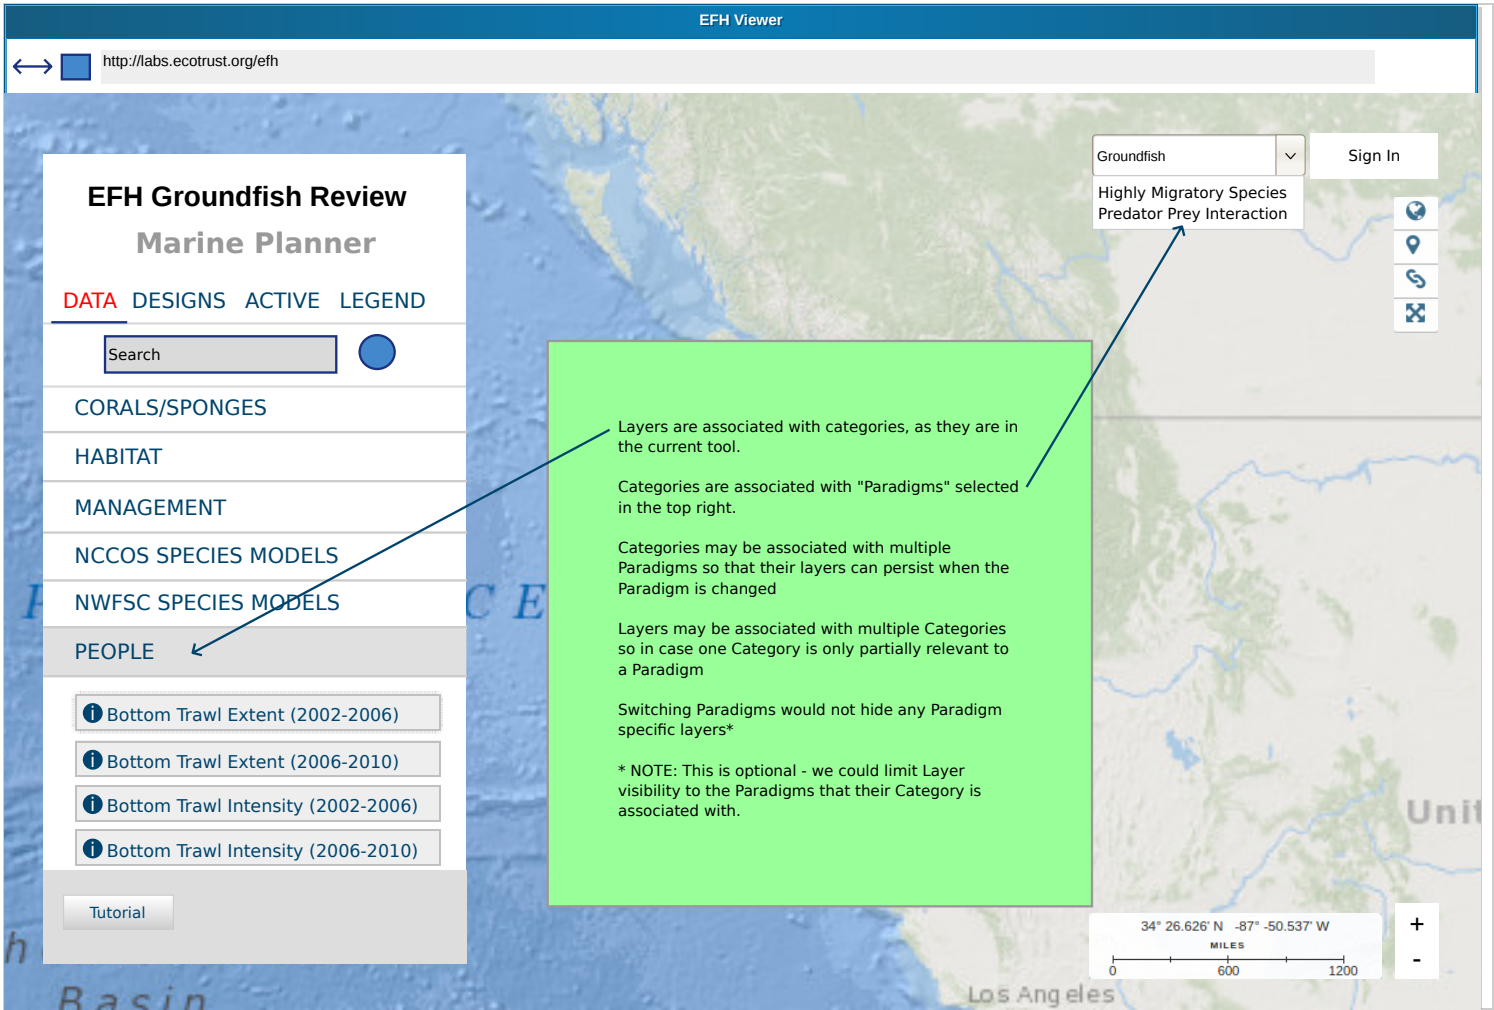 EFH Viewer
http://labs.ecotrust.org/efh
Groundfish
Sign In
Highly Migratory Species
Predator Prey Interaction
EFH Groundfish Review
Marine Planner
DATA DESIGNS ACTIVE LEGEND
Search
CORALS/SPONGES
HABITAT
MANAGEMENT
NCCOS SPECIES MODELS
NWFSC SPECIES MODELS
PEOPLE
Bottom Trawl Extent (2002-2006)
Bottom Trawl Extent (2006-2010)
Bottom Trawl Intensity (2002-2006)
Bottom Trawl Intensity (2006-2010)
Tutorial
Layers are associated with categories, as they are in
the current tool.
Categories are associated with "Paradigms" selected
in the top right.
Categories may be associated with multiple
Paradigms so that their layers can persist when the
Paradigm is changed
Layers may be associated with multiple Categories
so in case one Category is only partially relevant to
a Paradigm
Switching Paradigms would not hide any Paradigm
specific layers*
* NOTE: This is optional - we could limit Layer
visibility to the Paradigms that their Category is
associated with.
P C E
Unit
h
Basin
Los Angeles
34° 26.626' N -87° -50.537' W
MILES
0 600 1200
+
-